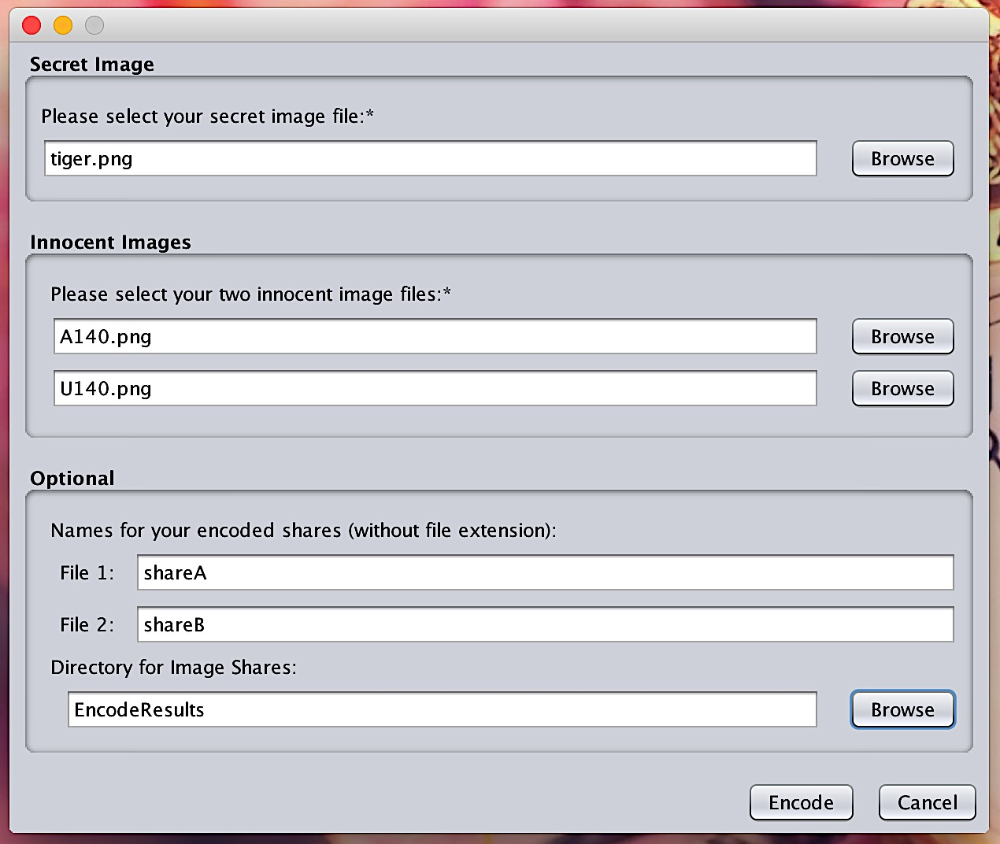 Secret Image
Please select your secret image file:*
tiger.png Browse
Innocent Images
Please select your two innocent image files:*
A140.png Browse
U140.png Browse
Optional
Names for your encoded shares (without file extension):
File 1: shareA
File 2: shareB
Directory for Image Shares:
EncodeResults Browse
Encode Cancel